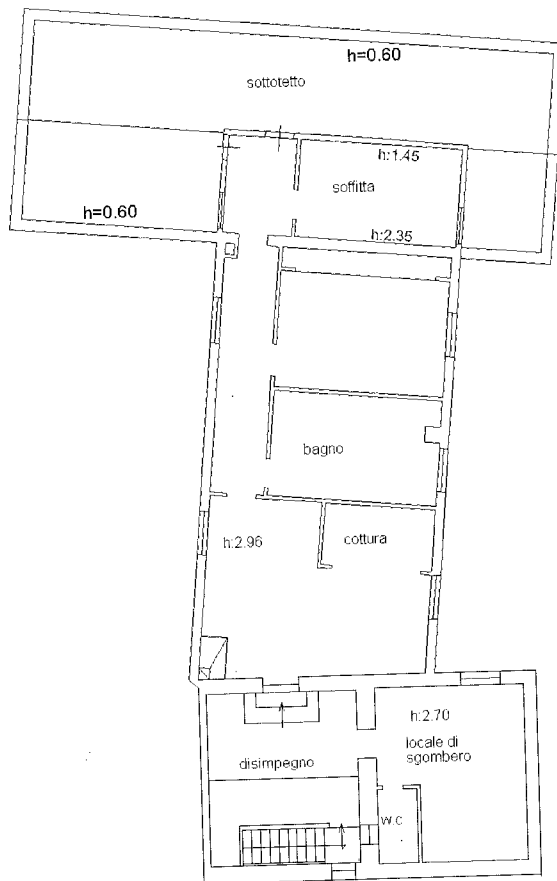 h=0.60
sottotetto
h:1.45
soffitta
h=0.60
h:2.35
bagno
h:2.96
cottura
h:2.70
locale di
sgombero
disimpegno
w.c